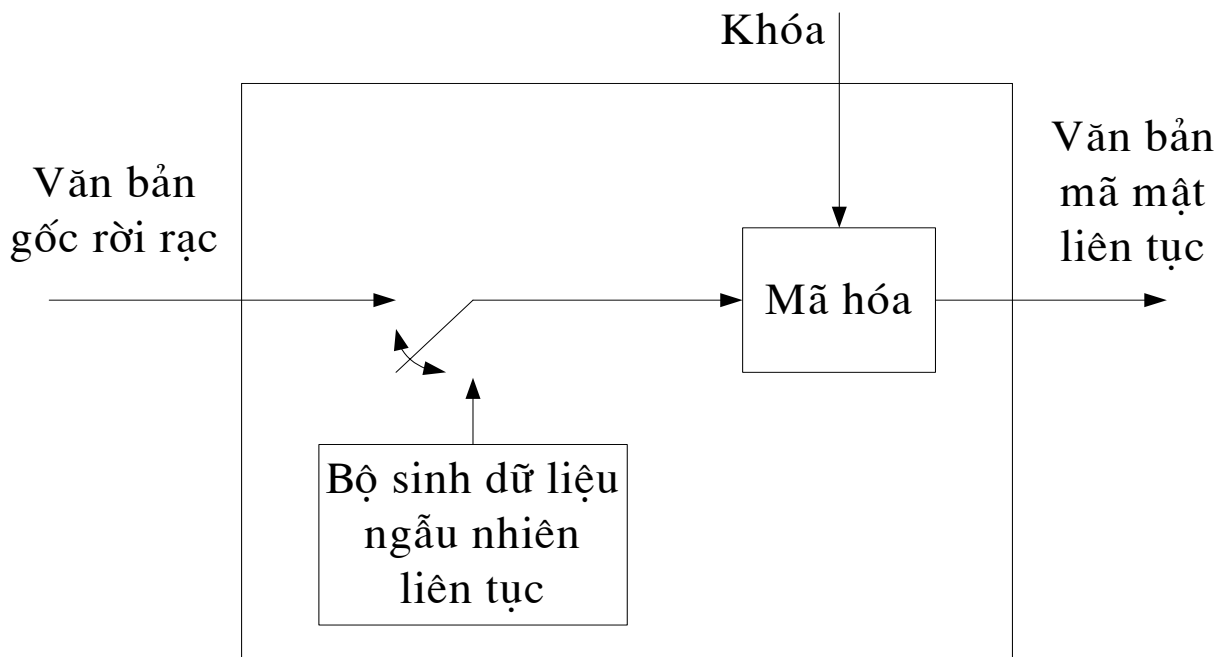 Khóa
Văn bản
gốc rời rạc
Văn bản
mã mật
liên tục
Mã hóa
Bộ sinh dữ liệu
ngẫu nhiên
liên tục